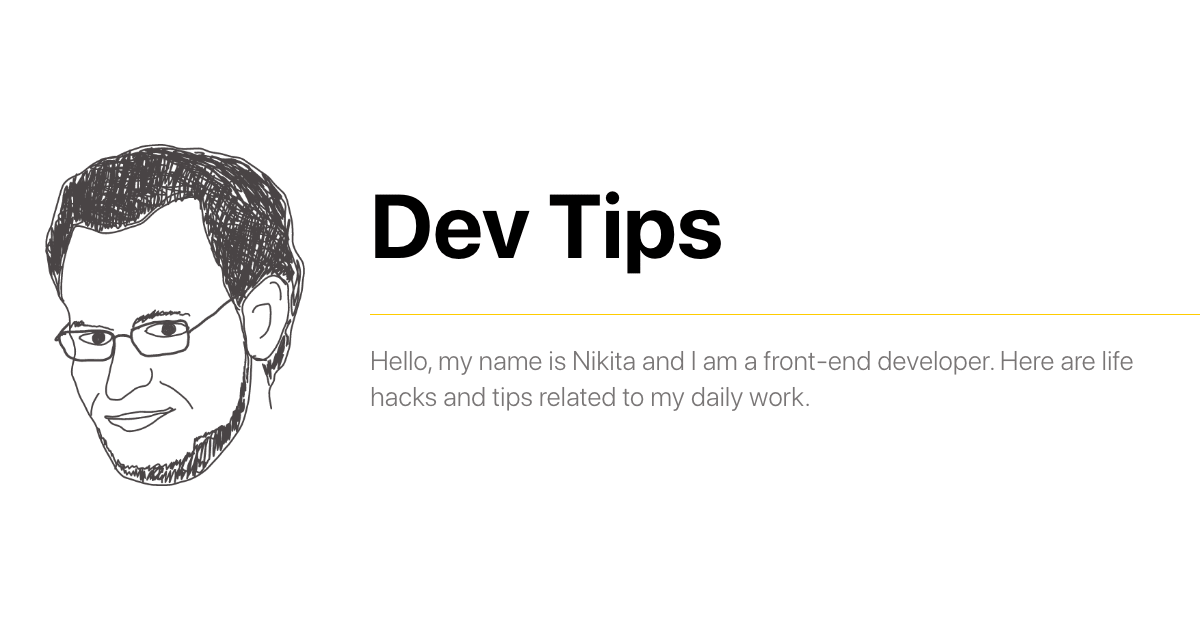 Dev Tips
Hello, my name is Nikita and I am a front-end developer. Here are life
hacks and tips related to my daily work.